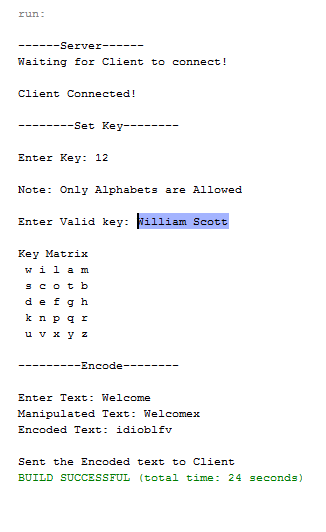 run:
------Server------
Waiting for Client to connect!
Client Connected!
--------Set Key--------
Enter Key: 12
Note: Only Alphabets are Allowed
Enter Valid key: William Scott
Key Matrix
w i l a m
s c o t b
d e f g h
k n p q r
u v x y z
---------Encode--------
Enter Text: Welcome
Manipulated Text: Welcomex
Encoded Text: idioblfv
Sent the Encoded text to Client
BUILD SUCCESSFUL (total time: 24 seconds)